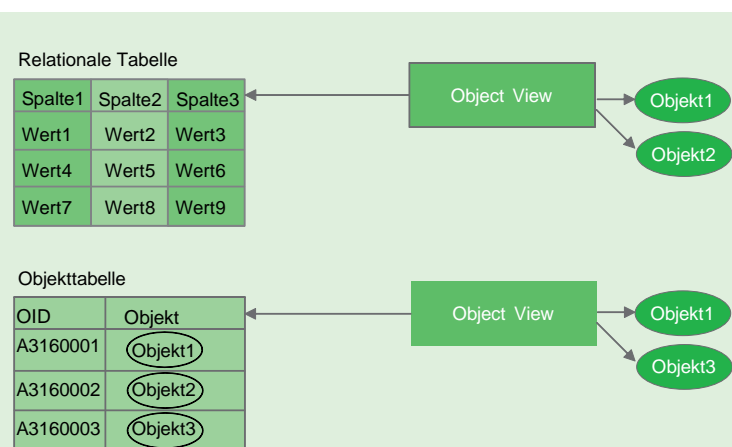 Relationale Tabelle
Spalte1 Spalte2 Spalte3
Wert1 Wert2 Wert3
Wert4 Wert5 Wert6
Wert7 Wert8 Wert9
Object View
Objekt1
Objekt2
Objekttabelle
OID Objekt
A3160001 Objekt1
A3160002 Objekt2
A3160003 Objekt3
Object View
Objekt1
Objekt3